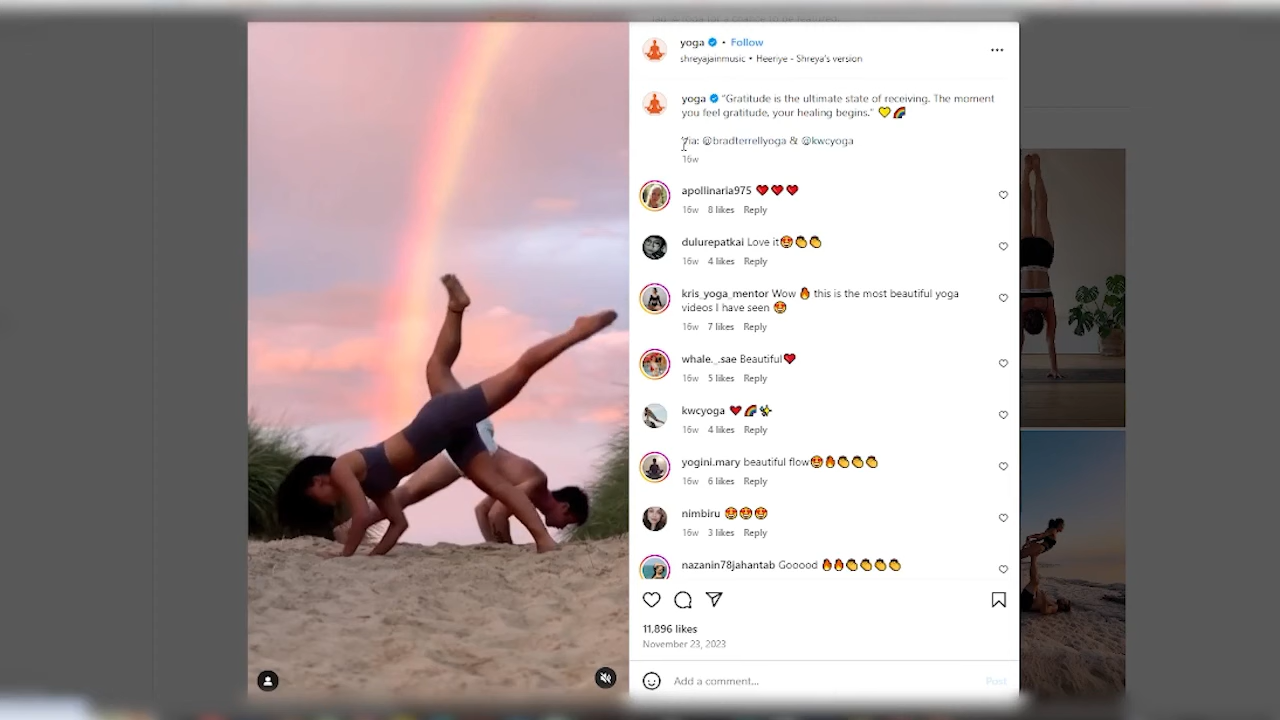 yoga • Follow
shreyajainmusic • Heeriye - Shreya's version
yoga "Gratitude is the ultimate state of receiving. The moment
you feel gratitude, your healing begins." 💛🌈
Via: @bradterrellyoga & @kwcyoga
16w
apollinaria975 ❤️❤️❤️
16w 8 likes Reply
dulurepatkai Love it🤩👏👏
16w 4 likes Reply
kris_yoga_mentor Wow 🔥 this is the most beautiful yoga
videos I have seen 🤩
16w 7 likes Reply
whale._.sae Beautiful❤️
16w 5 likes Reply
kwcyoga ❤️🌈✨
16w 4 likes Reply
yogini.mary beautiful flow🤩🔥👏👏👏
16w 6 likes Reply
nimbiru 🤩🤩🤩
16w 3 likes Reply
nazanin78jahantab Gooood 🔥🔥👏👏👏👏
11,896 likes
November 23, 2023
Add a comment...
Post